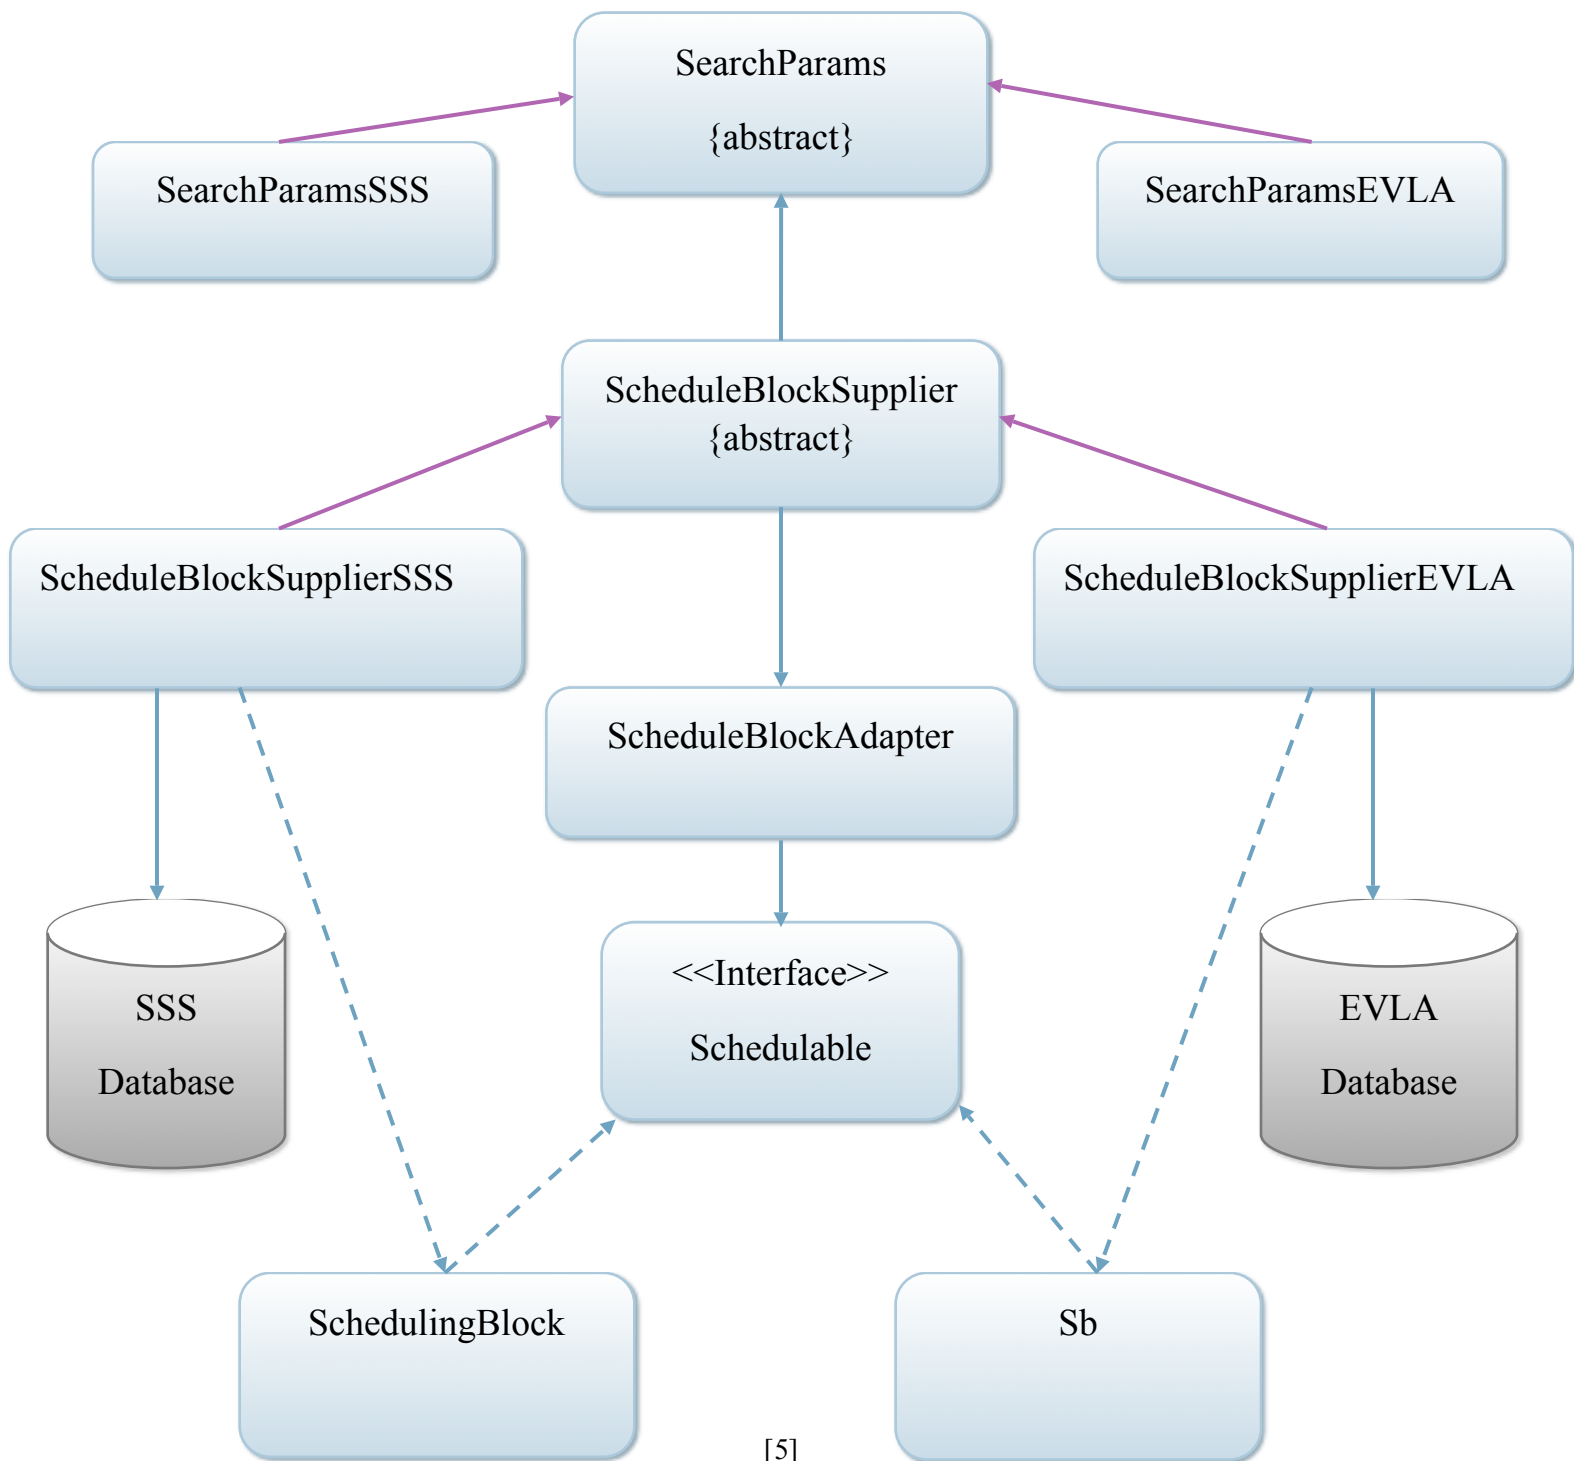 SearchParams
{abstract}
SearchParamsSSS
SearchParamsEVLA
ScheduleBlockSupplier
{abstract}
ScheduleBlockSupplierSSS
ScheduleBlockSupplierEVLA
ScheduleBlockAdapter
<<Interface>>
Schedulable
SSS
Database
EVLA
Database
SchedulingBlock
Sb
[5]